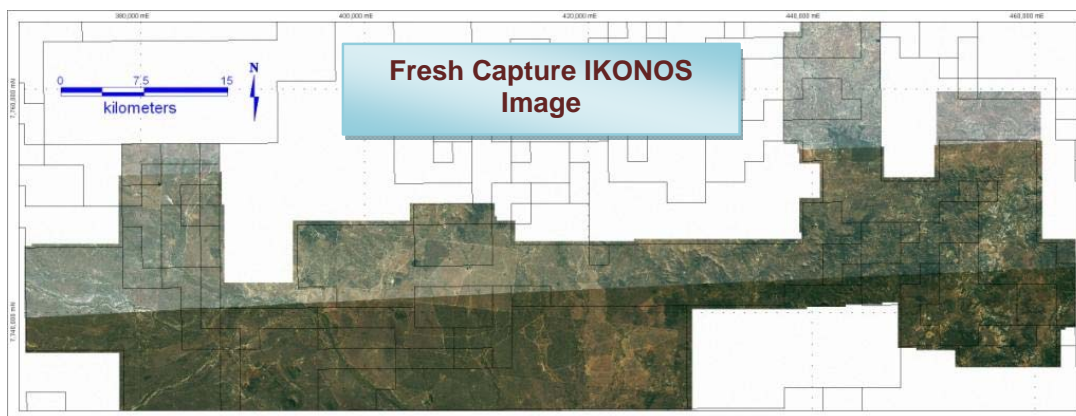 380,000 mE 400,000 mE 420,000 mE 440,000 mE 460,000 mE
Fresh Capture IKONOS
Image
0 7.5 15
N
kilometers
7,760,000 mN
7,740,000 mN